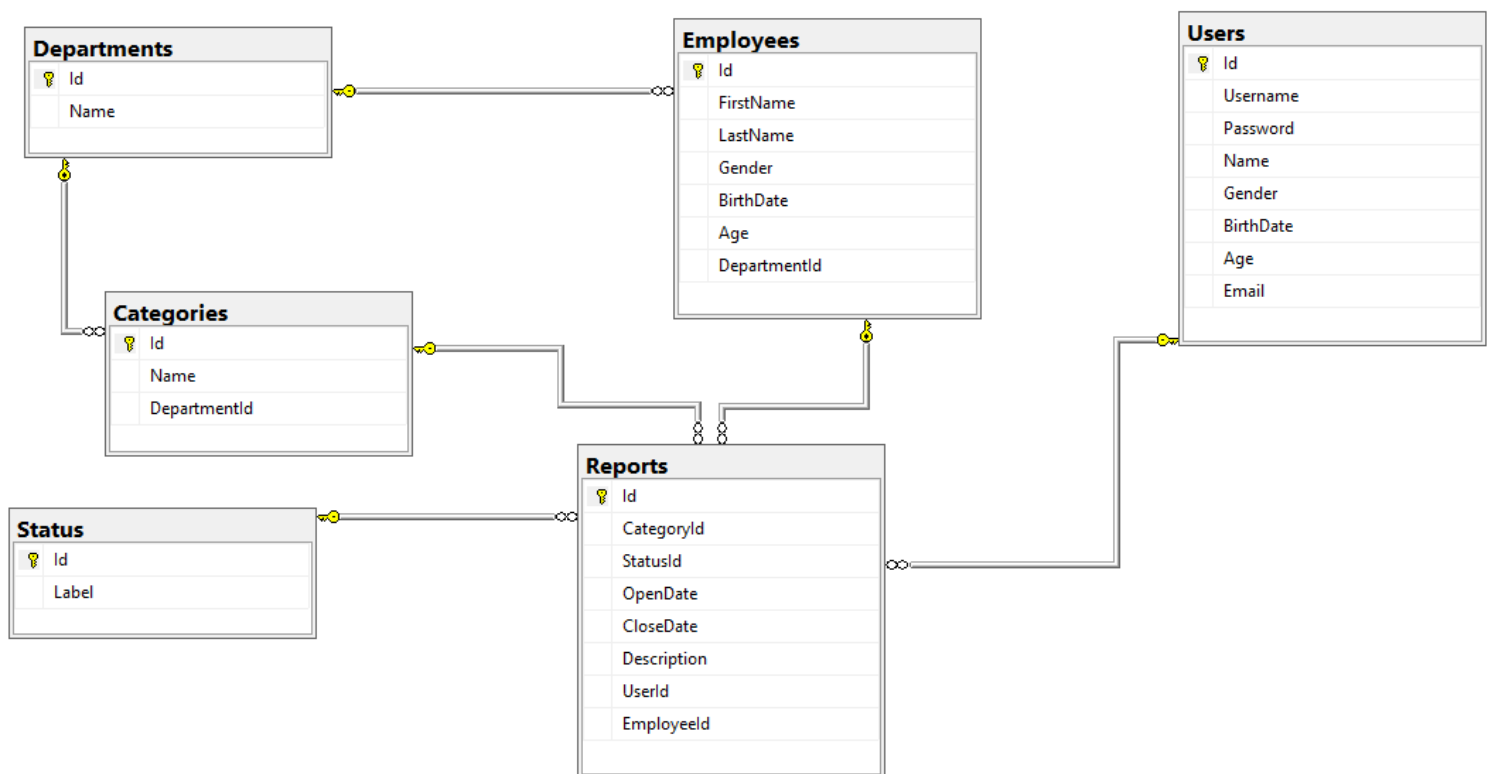 Departments
Id
Name
Employees
Id
FirstName
LastName
Gender
BirthDate
Age
DepartmentId
Users
Id
Username
Password
Name
Gender
BirthDate
Age
Email
Categories
Id
Name
DepartmentId
Status
Id
Label
Reports
Id
CategoryId
StatusId
OpenDate
CloseDate
Description
UserId
EmployeeId